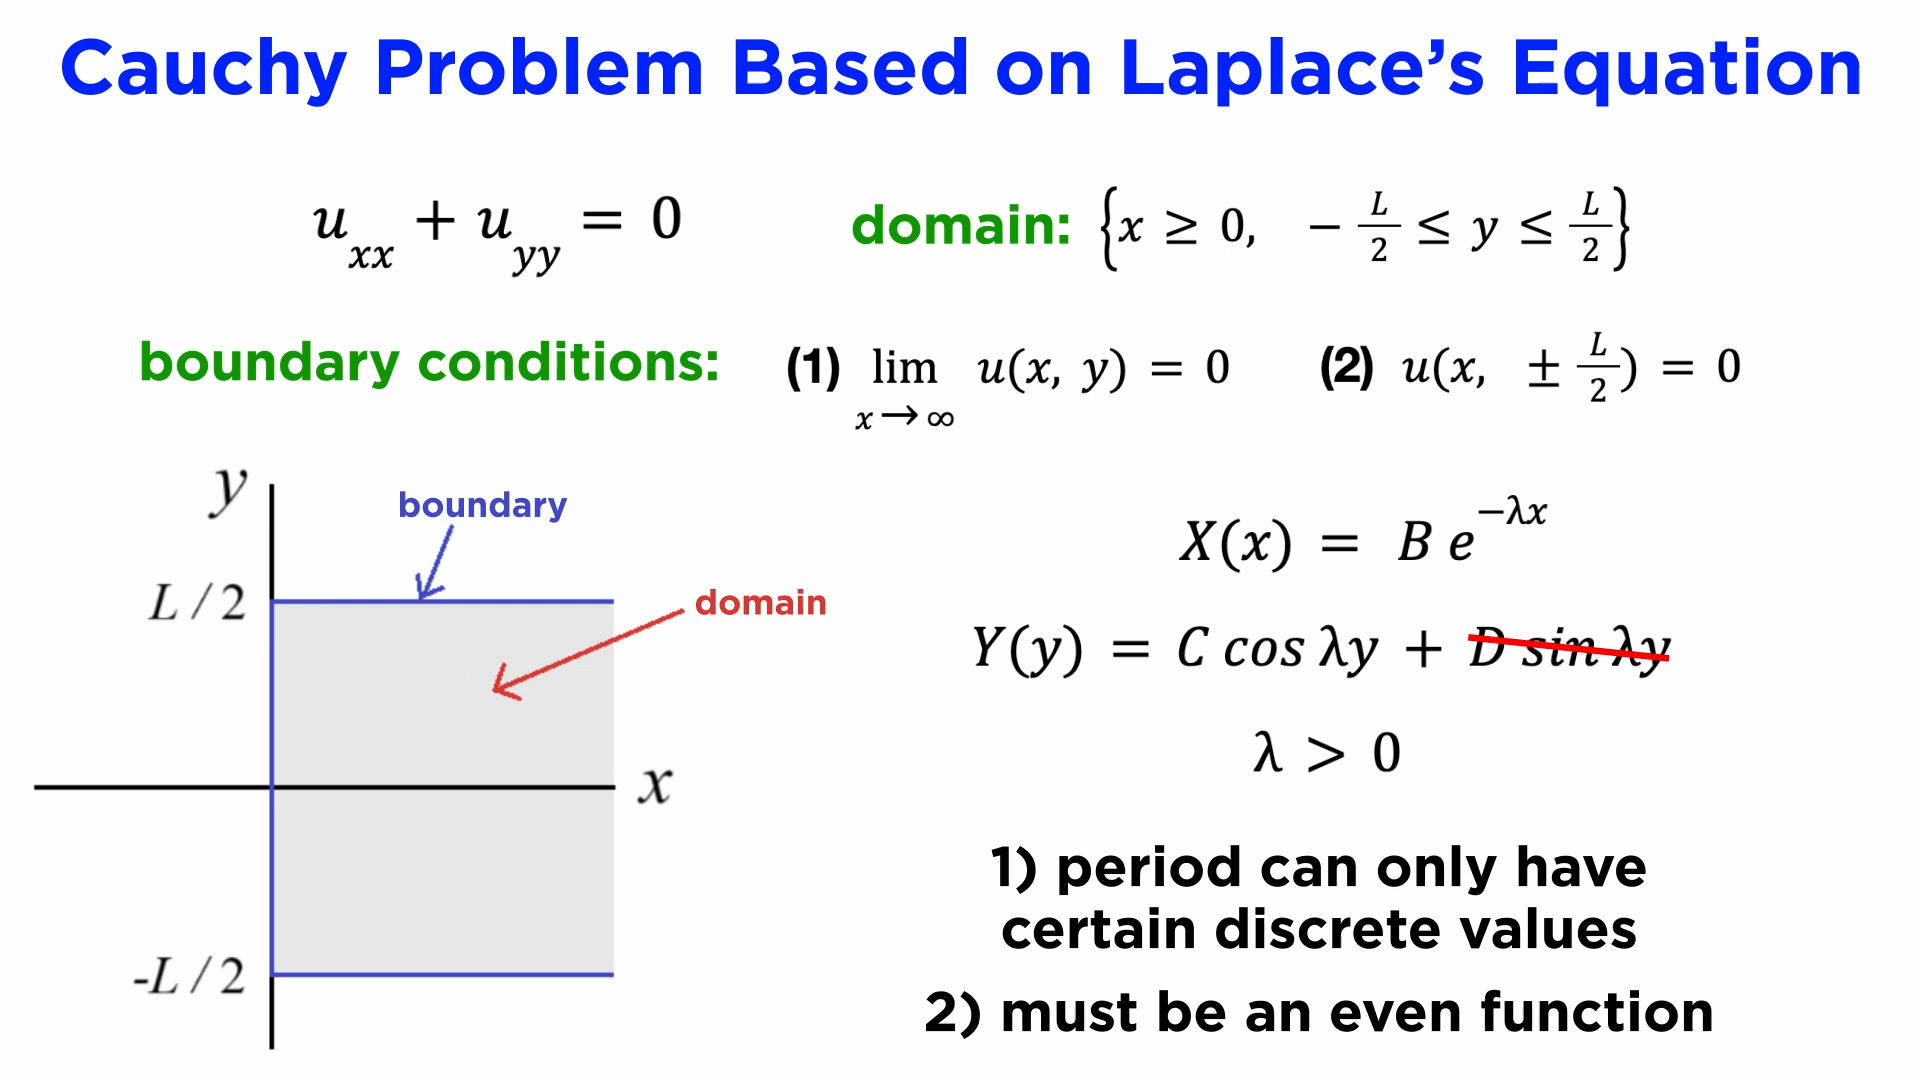 Cauchy Problem Based on Laplace’s Equation
u_xx + u_yy = 0
domain: {x ≥ 0, − L/2 ≤ y ≤ L/2}
boundary conditions: (1) lim x→∞ u(x, y) = 0 (2) u(x, ± L/2) = 0
y
boundary
L / 2
domain
x
-L / 2
X(x) = B e^−λx
Y(y) = C cos λy + D sin λy
λ > 0
1) period can only have
certain discrete values
2) must be an even function